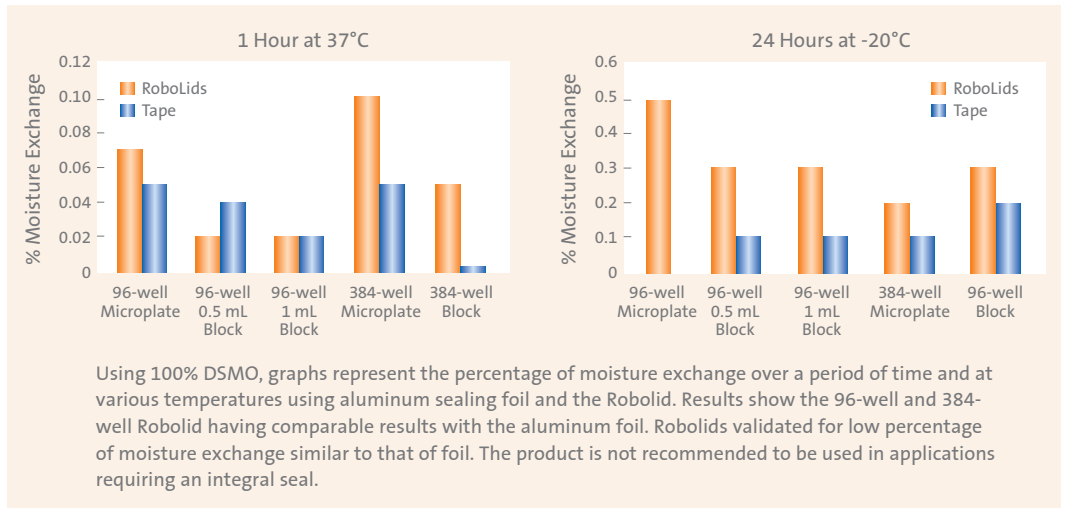 1 Hour at 37°C
% Moisture Exchange
0.12
0.10
0.08
0.06
0.04
0.02
0
RoboLids
Tape
96-well
Microplate
96-well
0.5 mL
Block
96-well
1 mL
Block
384-well
Microplate
384-well
Block
24 Hours at -20°C
% Moisture Exchange
0.6
0.5
0.4
0.3
0.2
0.1
0
RoboLids
Tape
96-well
Microplate
96-well
0.5 mL
Block
96-well
1 mL
Block
384-well
Microplate
96-well
Block
Using 100% DSMO, graphs represent the percentage of moisture exchange over a period of time and at
various temperatures using aluminum sealing foil and the Robolid. Results show the 96-well and 384-
well Robolid having comparable results with the aluminum foil. Robolids validated for low percentage
of moisture exchange similar to that of foil. The product is not recommended to be used in applications
requiring an integral seal.